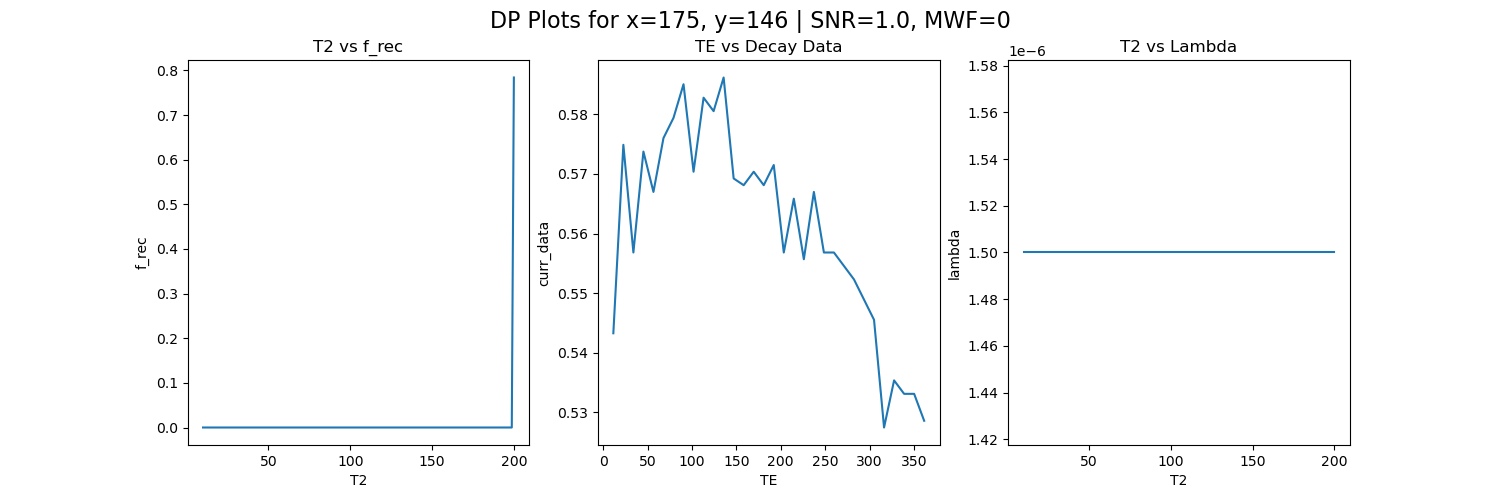 DP Plots for x=175, y=146 | SNR=1.0, MWF=0
T2 vs f_rec
0.8
0.7
0.6
0.5
0.4
0.3
0.2
0.1
0.0
f_rec
50 100 150 200
T2
TE vs Decay Data
0.58
0.57
0.56
0.55
0.54
0.53
curr_data
0 50 100 150 200 250 300 350
TE
T2 vs Lambda
1e−6
1.58
1.56
1.54
1.52
1.50
1.48
1.46
1.44
1.42
lambda
50 100 150 200
T2